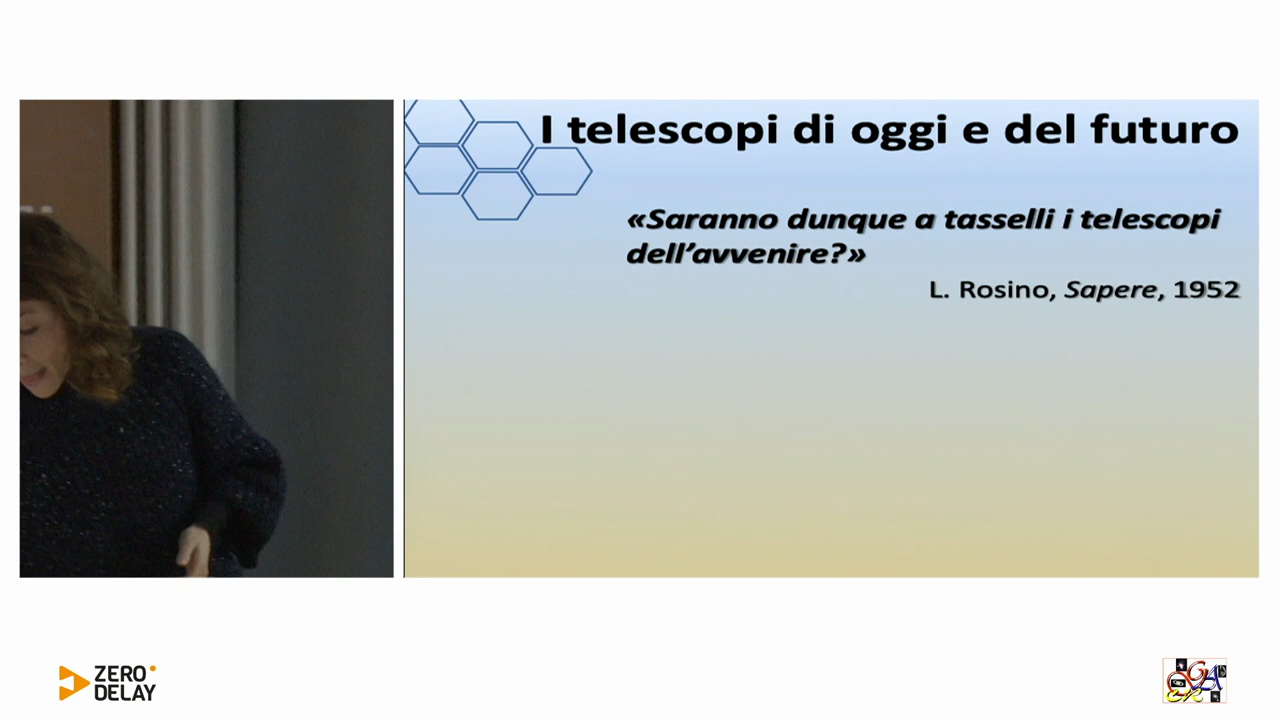 I telescopi di oggi e del futuro
«Saranno dunque a tasselli i telescopi
dell’avvenire?»
L. Rosino, Sapere, 1952
ZERO
DELAY